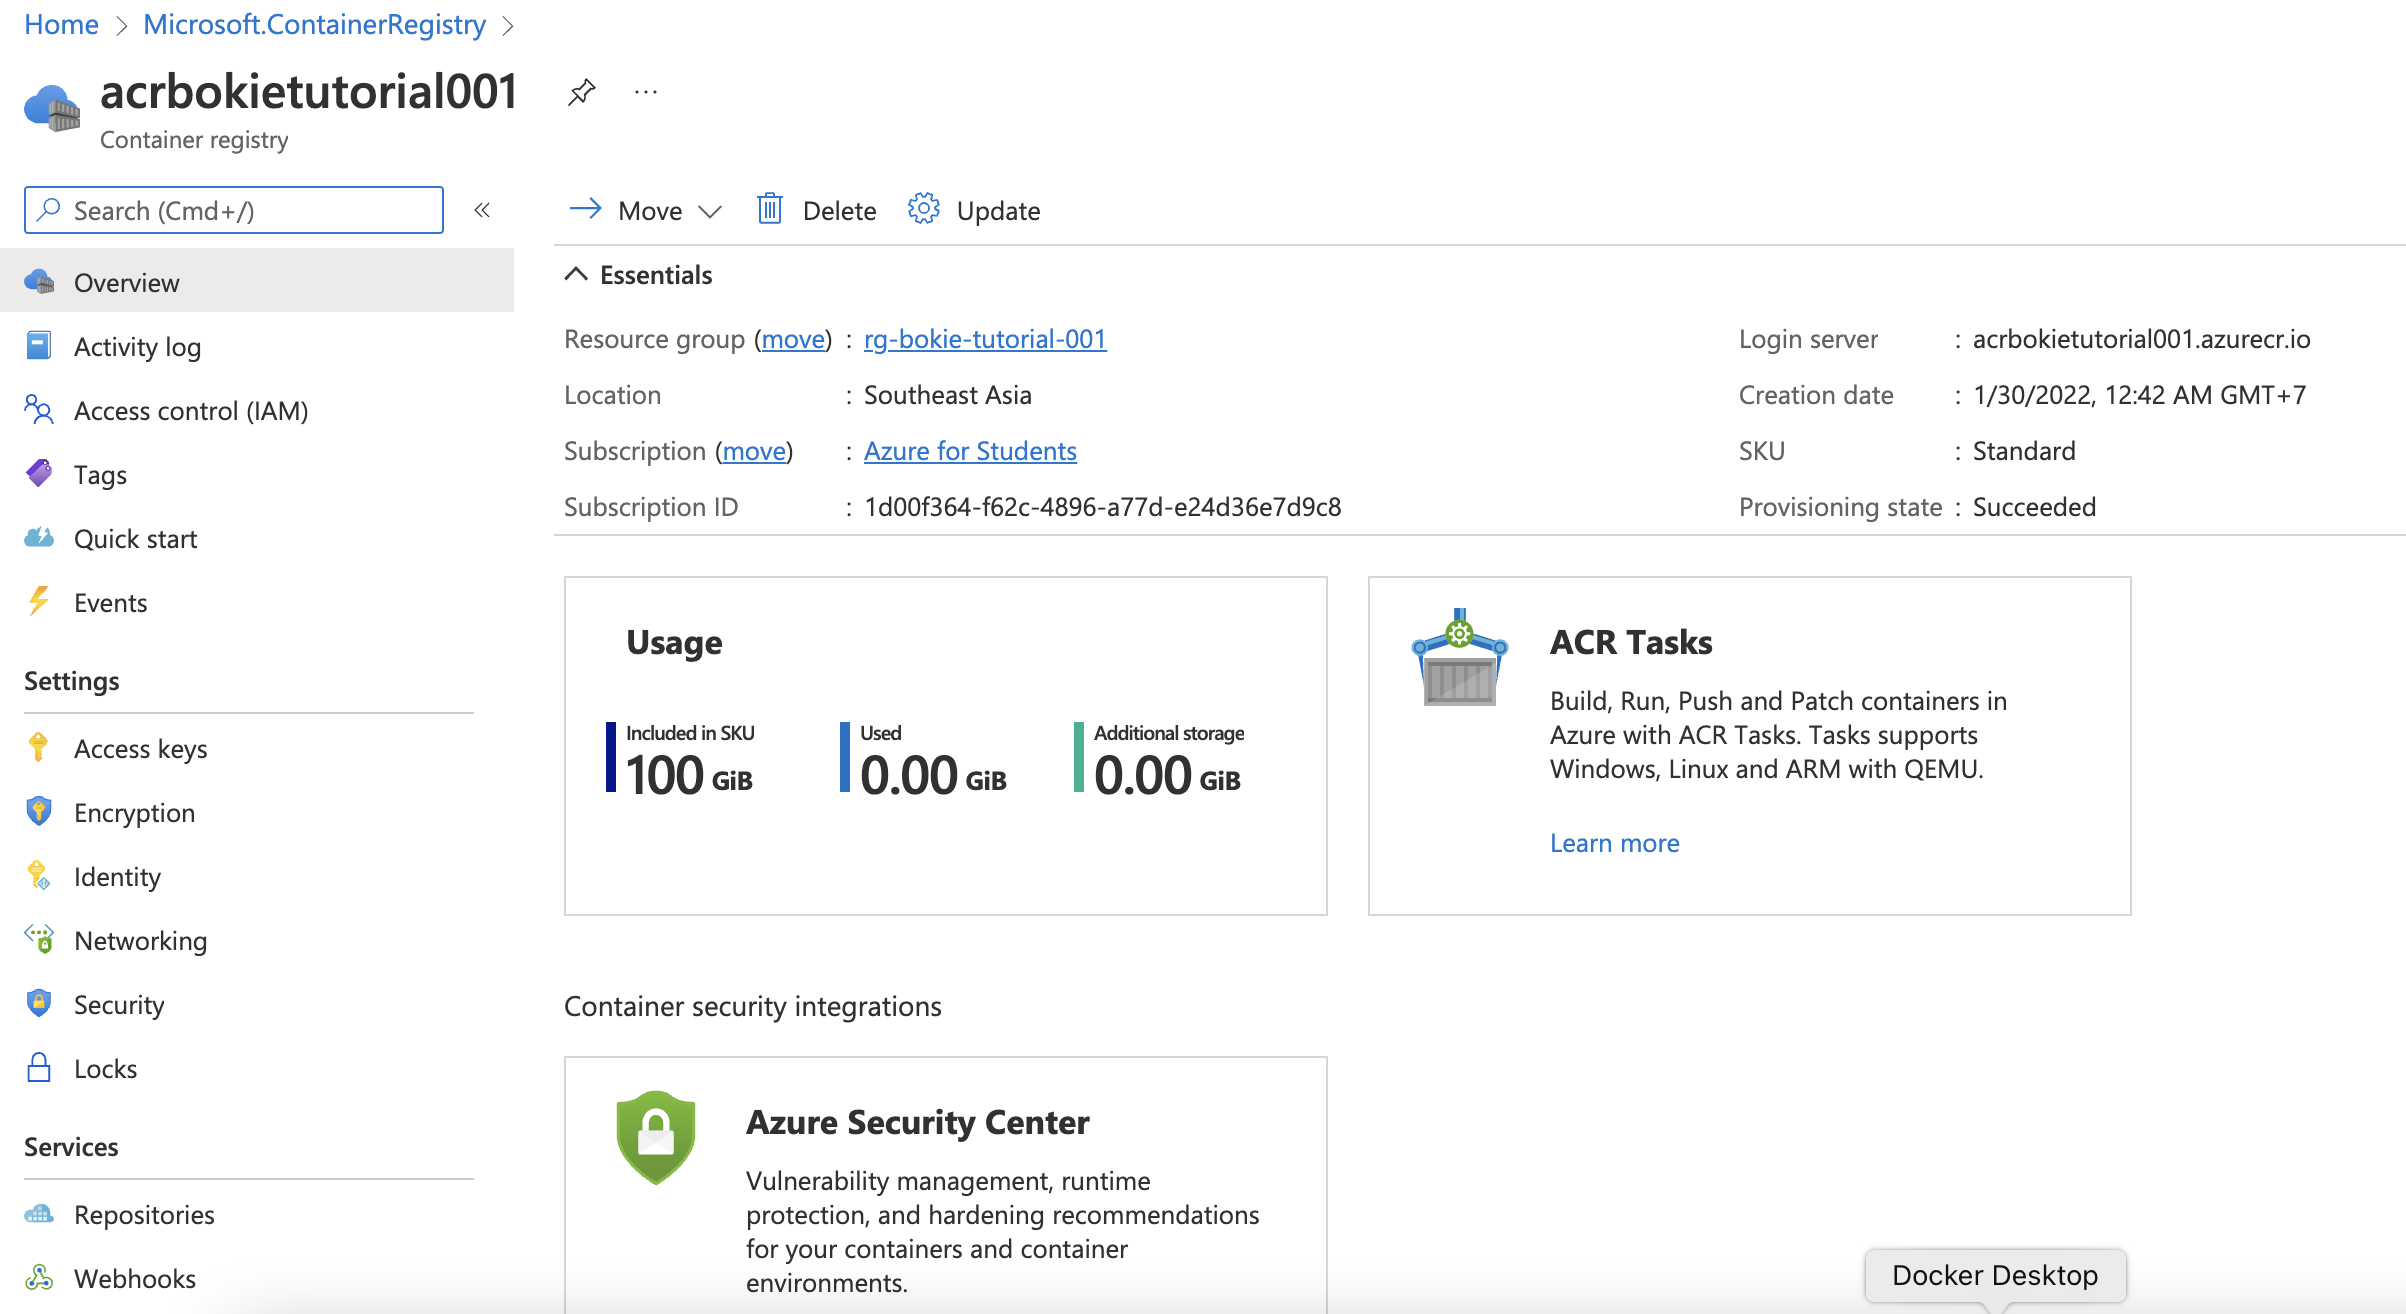 Home > Microsoft.ContainerRegistry >
acrbokietutorial001
...
Container registry
Search (Cmd+/)
«
Move
Delete
Update
Overview
Activity log
Access control (IAM)
Tags
Quick start
Events
Settings
Access keys
Encryption
Identity
Networking
Security
Locks
Services
Repositories
Webhooks
Essentials
Resource group (move) : rg-bokie-tutorial-001
Location : Southeast Asia
Subscription (move) : Azure for Students
Subscription ID : 1d00f364-f62c-4896-a77d-e24d36e7d9c8
Login server : acrbokietutorial001.azurecr.io
Creation date : 1/30/2022, 12:42 AM GMT+7
SKU : Standard
Provisioning state : Succeeded
Usage
Included in SKU
100 GiB
Used
0.00 GiB
Additional storage
0.00 GiB
ACR Tasks
Build, Run, Push and Patch containers in
Azure with ACR Tasks. Tasks supports
Windows, Linux and ARM with QEMU.
Learn more
Container security integrations
Azure Security Center
Vulnerability management, runtime
protection, and hardening recommendations
for your containers and container
environments.
Docker Desktop